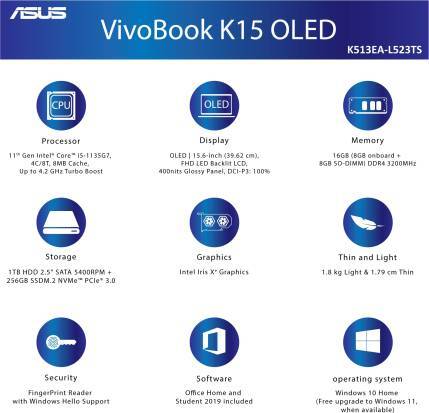 ASUS
VivoBook K15 OLED
K513EA-L523TS
CPU
OLED
Processor
Display
Memory
11th Gen Intel® Core™ i5-1135G7,
4C/8T, 8MB Cache,
Up to 4.2 GHz Turbo Boost
OLED | 15.6-inch (39.62 cm),
FHD LED Backlit LCD,
400nits Glossy Panel, DCI-P3: 100%
16GB (8GB onboard +
8GB SO-DIMM) DDR4 3200MHz
Storage
Graphics
Thin and Light
1TB HDD 2.5" SATA 5400RPM +
256GB SSDM.2 NVMe™ PCIe® 3.0
Intel Iris Xe Graphics
1.8 kg Light & 1.79 cm Thin
Security
Software
operating system
FingerPrint Reader
with Windows Hello Support
Office Home and
Student 2019 included
Windows 10 Home
(Free upgrade to Windows 11,
when available)